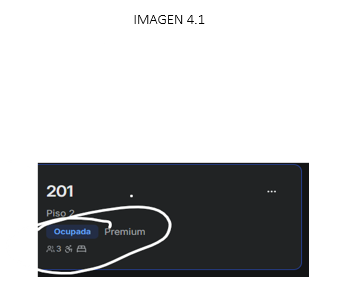 IMAGEN 4.1
201
...
Piso 2
Ocupada Premium
3